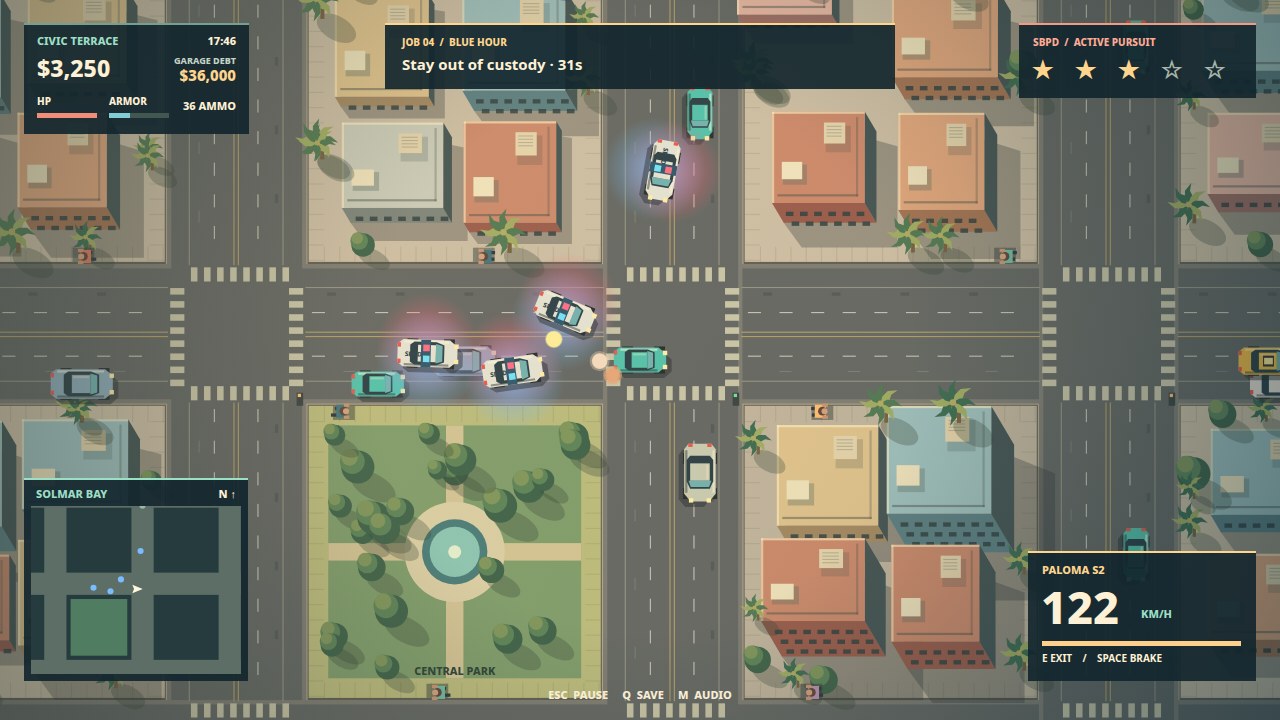 CIVIC TERRACE 17:46
$3,250
GARAGE DEBT
$36,000
HP ARMOR 36 AMMO
JOB 04 / BLUE HOUR
Stay out of custody · 31s
SBPD / ACTIVE PURSUIT
★ ★ ★ ☆ ☆
SOLMAR BAY N ↑
CENTRAL PARK
PALOMA S2
122 KM/H
E EXIT / SPACE BRAKE
ESC PAUSE Q SAVE M AUDIO